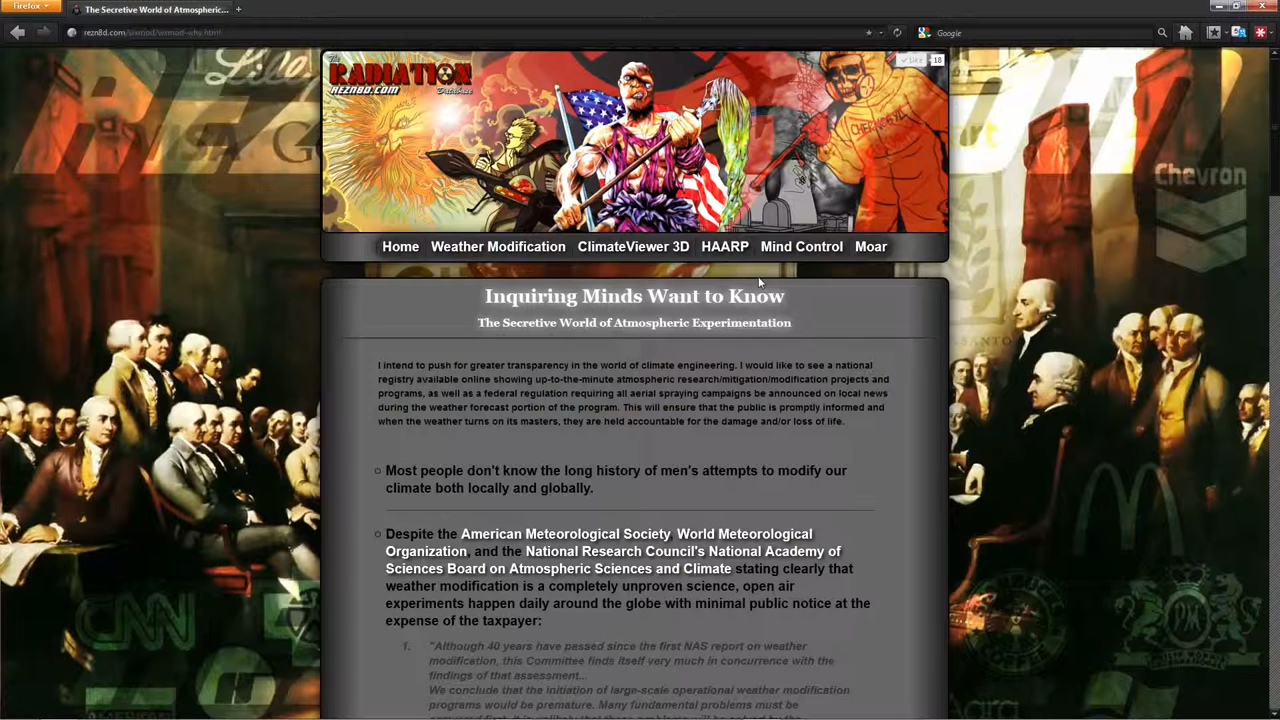 Firefox
The Secretive World of Atmospheric...
rezn8d.com/wxmod/wxmod-why.html
Google
The
RADIATION
REZN8D.COM Database
Like 18
CHERNOBYL
Home Weather Modification ClimateViewer 3D HAARP Mind Control Moar
Chevron
Inquiring Minds Want to Know
The Secretive World of Atmospheric Experimentation
I intend to push for greater transparency in the world of climate engineering. I would like to see a national
registry available online showing up-to-the-minute atmospheric research/mitigation/modification projects and
programs, as well as a federal regulation requiring all aerial spraying campaigns be announced on local news
during the weather forecast portion of the program. This will ensure that the public is promptly informed and
when the weather turns on its masters, they are held accountable for the damage and/or loss of life.
Most people don't know the long history of men's attempts to modify our
climate both locally and globally.
Despite the American Meteorological Society, World Meteorological
Organization, and the National Research Council's National Academy of
Sciences Board on Atmospheric Sciences and Climate stating clearly that
weather modification is a completely unproven science, open air
experiments happen daily around the globe with minimal public notice at the
expense of the taxpayer:
1. "Although 40 years have passed since the first NAS report on weather
modification, this Committee finds itself very much in concurrence with the
findings of that assessment...
We conclude that the initiation of large-scale operational weather modification
programs would be premature. Many fundamental problems must be
CNN